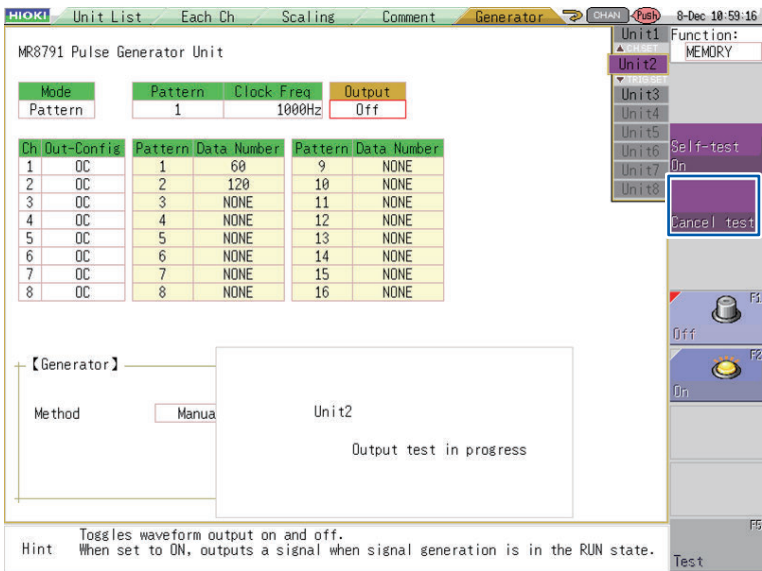 HIOKI Unit List Each Ch Scaling Comment Generator CHAN Push 8-Dec 10:59:16
Unit1 Function:
MR8791 Pulse Generator Unit ▲CH.SET MEMORY
Unit2
▼TRIG.SET
Mode Pattern Clock Freq Output Unit3
Pattern 1 1000Hz Off Unit4
Unit5
Ch Out-Config Pattern Data Number Pattern Data Number Unit6 Self-test
1 OC 1 60 9 NONE Unit7 On
2 OC 2 120 10 NONE Unit8
3 OC 3 NONE 11 NONE
4 OC 4 NONE 12 NONE Cancel test
5 OC 5 NONE 13 NONE
6 OC 6 NONE 14 NONE
7 OC 7 NONE 15 NONE
8 OC 8 NONE 16 NONE
F1
Off
【Generator】 F2
On
Method Manua Unit2
Output test in progress
F5
Toggles waveform output on and off.
Hint When set to ON, outputs a signal when signal generation is in the RUN state.
Test